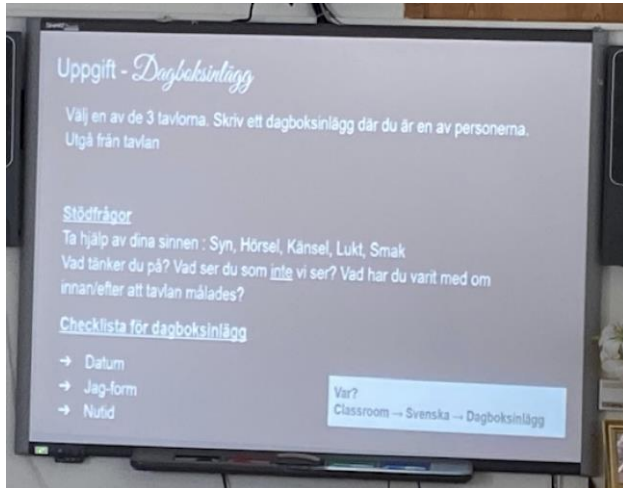 Uppgift - Dagboksinlägg
Välj en av de 3 tavlorna. Skriv ett dagboksinlägg där du är en av personerna.
Utgå från tavlan
Stödfrågor
Ta hjälp av dina sinnen : Syn, Hörsel, Känsel, Lukt, Smak
Vad tänker du på? Vad ser du som inte vi ser? Vad har du varit med om
innan/efter att tavlan målades?
Checklista för dagboksinlägg
➔ Datum
➔ Jag-form
➔ Nutid
Var?
Classroom → Svenska → Dagboksinlägg